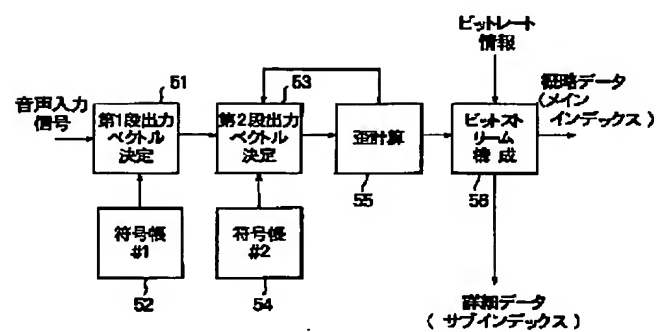 ビットレート
情報
51
53
概略データ
(メイン
インデックス)
音声入力
信号
第1段出力
ベクトル
決定
第2段出力
ベクトル
決定
歪計算
ビットスト
リーム
構成
55
56
符号帳
#1
符号帳
#2
52
54
詳細データ
(サブインデックス)